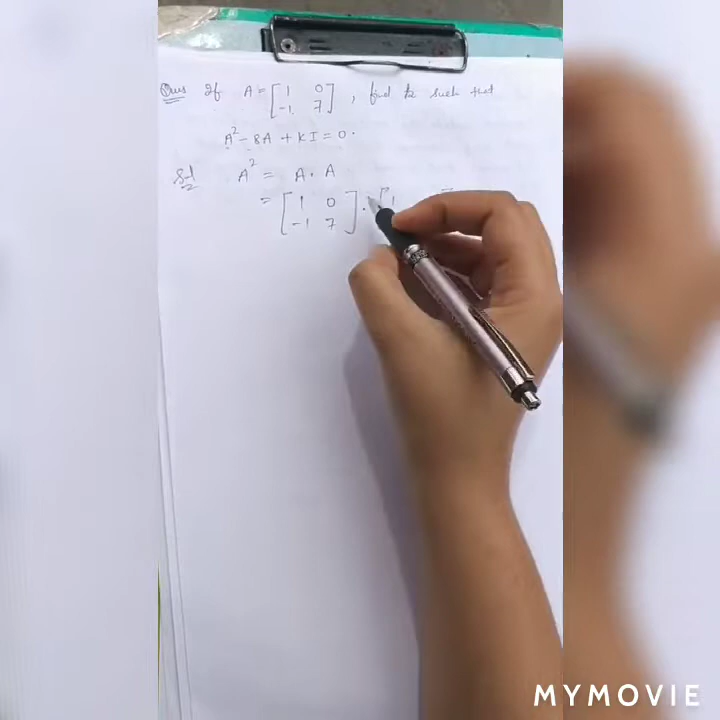 Ques If A = [ 1 0 -1 7 ], find k such that
A² - 8A + KI = 0.
Sol A² = A · A
= [ 1 0 -1 7 ] · [ 1
MYMOVIE